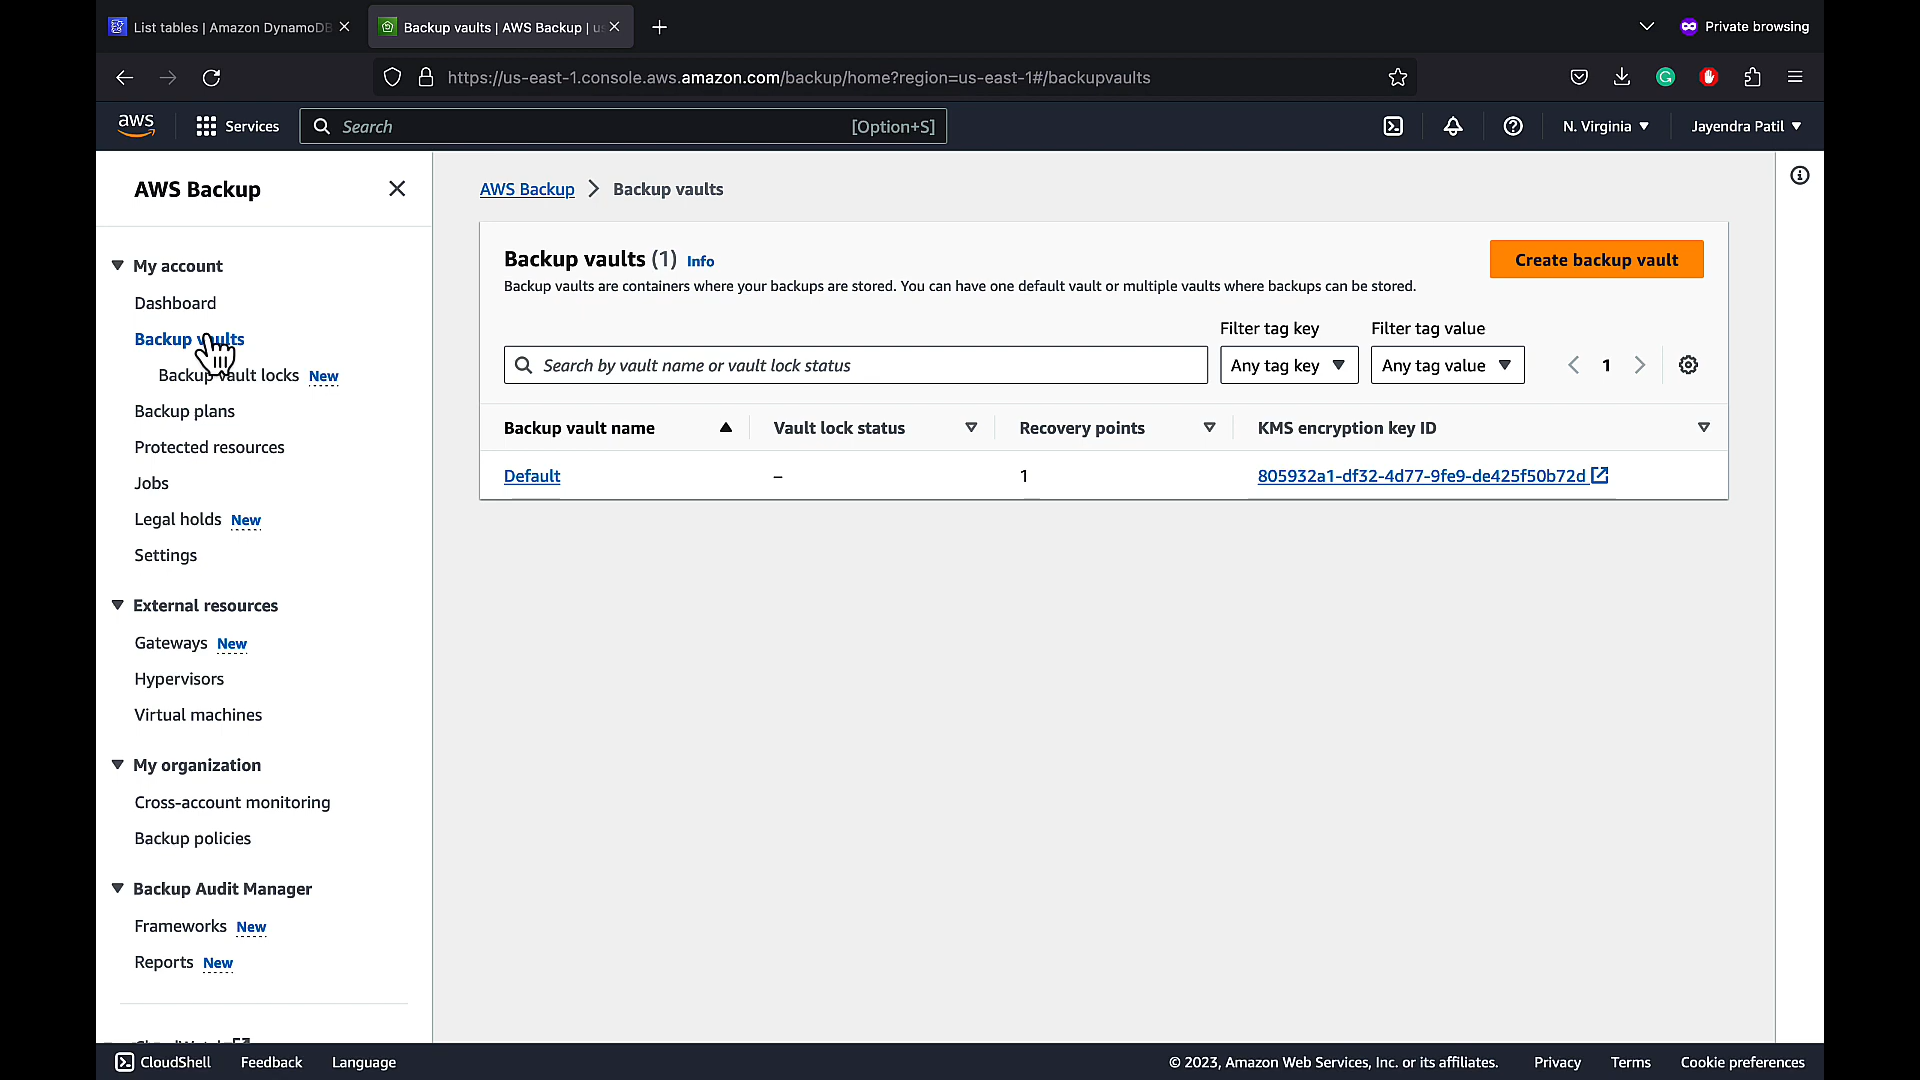 List tables | Amazon DynamoDB
Backup vaults | AWS Backup | us
Private browsing
https://us-east-1.console.aws.amazon.com/backup/home?region=us-east-1#/backupvaults
aws
Services
Search
[Option+S]
N. Virginia
Jayendra Patil
AWS Backup
My account
Dashboard
Backup vaults
Backup vault locks New
Backup plans
Protected resources
Jobs
Legal holds New
Settings
External resources
Gateways New
Hypervisors
Virtual machines
My organization
Cross-account monitoring
Backup policies
Backup Audit Manager
Frameworks New
Reports New
AWS Backup > Backup vaults
Backup vaults (1) Info
Create backup vault
Backup vaults are containers where your backups are stored. You can have one default vault or multiple vaults where backups can be stored.
Filter tag key
Filter tag value
Search by vault name or vault lock status
Any tag key
Any tag value
1
Backup vault name
Vault lock status
Recovery points
KMS encryption key ID
Default
–
1
805932a1-df32-4d77-9fe9-de425f50b72d
CloudShell
Feedback
Language
© 2023, Amazon Web Services, Inc. or its affiliates.
Privacy
Terms
Cookie preferences